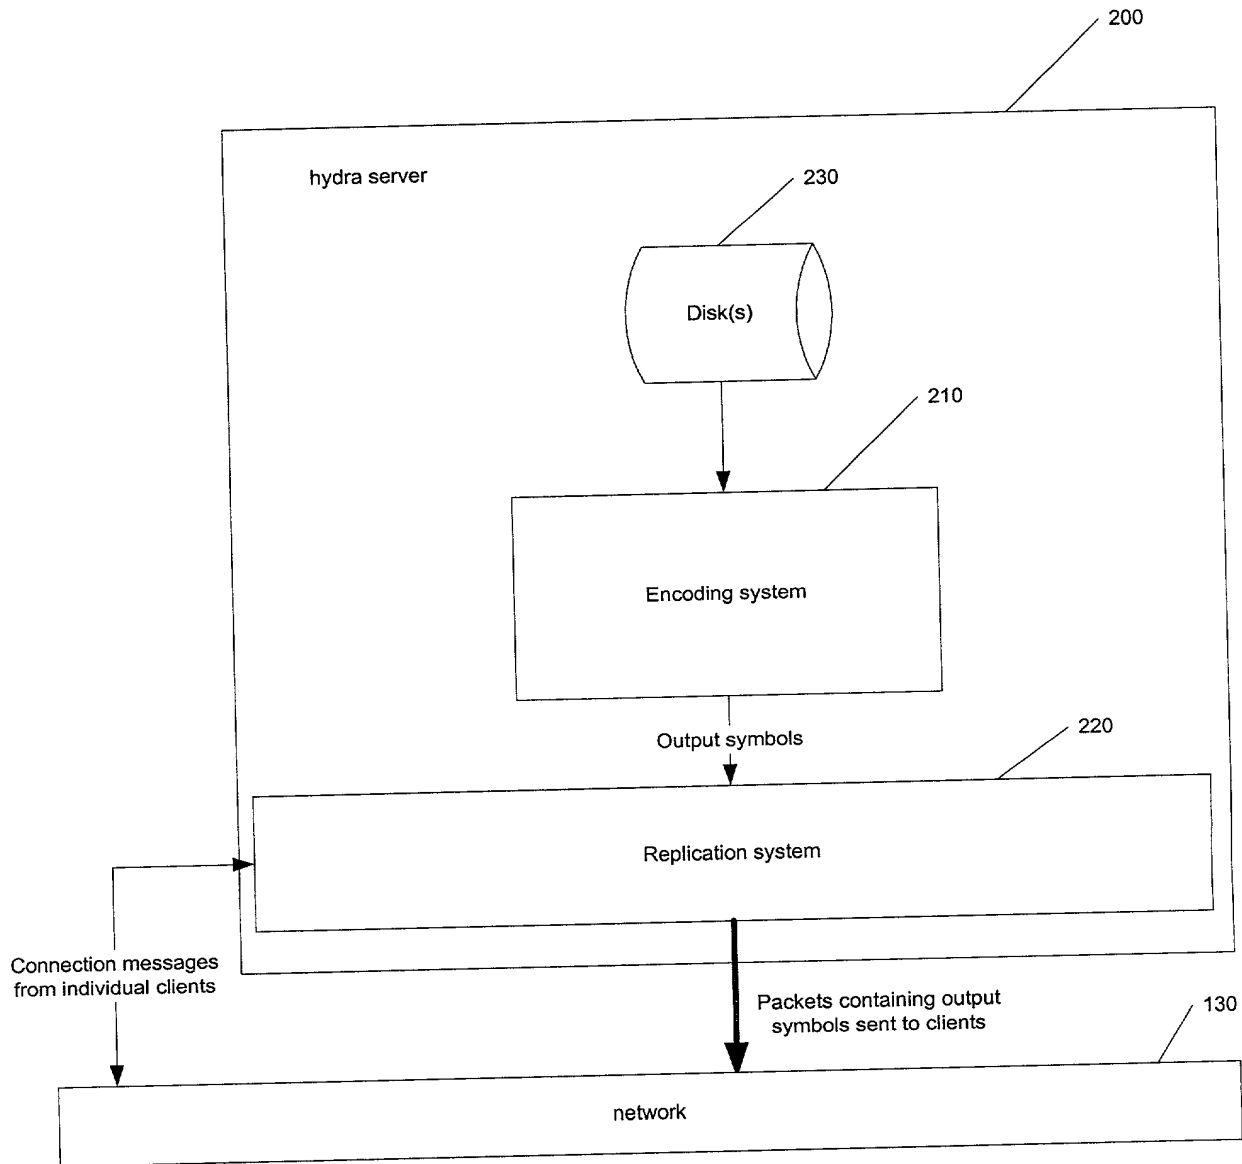 200
hydra server
230
Disk(s)
210
Encoding system
Output symbols
220
Replication system
Connection messages
from individual clients
Packets containing output
symbols sent to clients
130
network